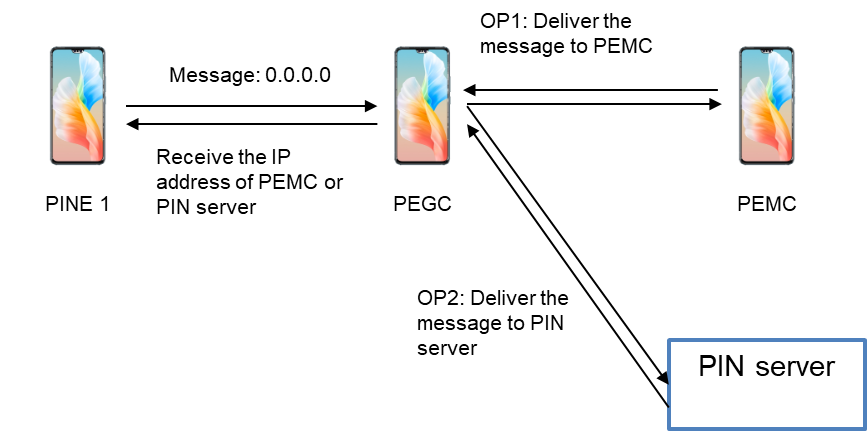 OP1: Deliver the
message to PEMC
Message: 0.0.0.0
Receive the IP
address of PEMC or
PIN server
PINE 1
PEGC
PEMC
OP2: Deliver the
message to PIN
server
PIN server